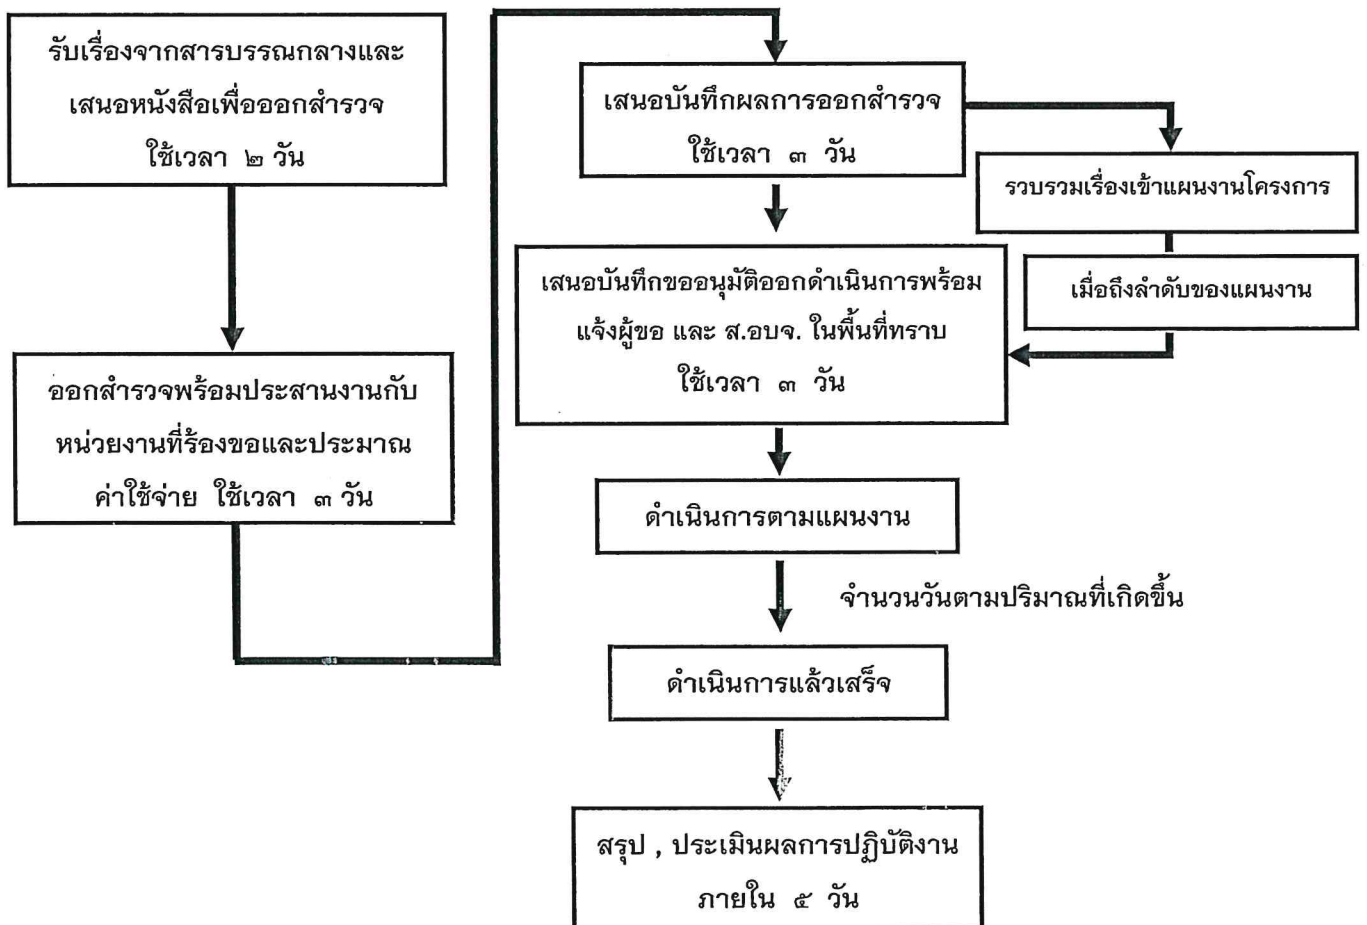 รับเรื่องจากสารบรรณกลางและ
เสนอหนังสือเพื่อออกสำรวจ
ใช้เวลา ๒ วัน
ออกสำรวจพร้อมประสานงานกับ
หน่วยงานที่ร้องขอและประมาณ
ค่าใช้จ่าย ใช้เวลา ๓ วัน
เสนอบันทึกผลการออกสำรวจ
ใช้เวลา ๓ วัน
รวบรวมเรื่องเข้าแผนงานโครงการ
เมื่อถึงลำดับของแผนงาน
เสนอบันทึกขออนุมัติออกดำเนินการพร้อม
แจ้งผู้ขอ และ ส.อบจ. ในพื้นที่ทราบ
ใช้เวลา ๓ วัน
ดำเนินการตามแผนงาน
จำนวนวันตามปริมาณที่เกิดขึ้น
ดำเนินการแล้วเสร็จ
สรุป , ประเมินผลการปฏิบัติงาน
ภายใน ๕ วัน